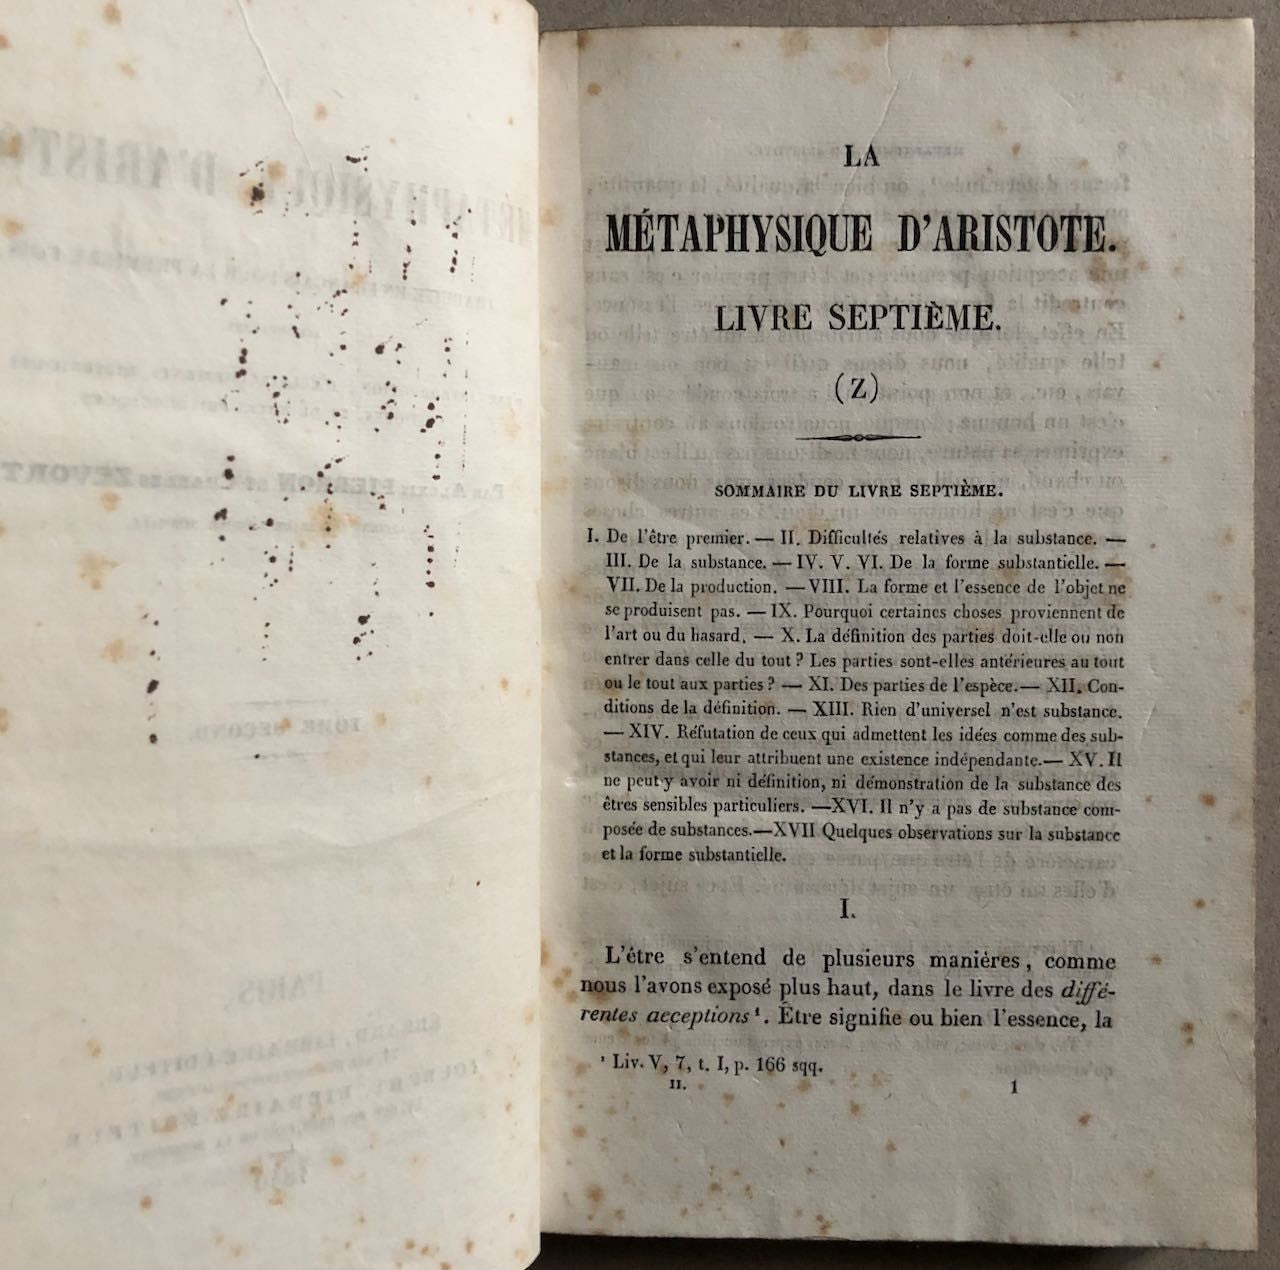 LA
MÉTAPHYSIQUE D'ARISTOTE.
LIVRE SEPTIÈME.
(Z)
SOMMAIRE DU LIVRE SEPTIÈME.
I. De l'être premier. — II. Difficultés relatives à la substance. —
III. De la substance. — IV. V. VI. De la forme substantielle. —
VII. De la production. — VIII. La forme et l'essence de l'objet ne
se produisent pas. — IX. Pourquoi certaines choses proviennent de
l'art ou du hasard. — X. La définition des parties doit-elle ou non
entrer dans celle du tout ? Les parties sont-elles antérieures au tout
ou le tout aux parties ? — XI. Des parties de l'espèce. — XII. Con-
ditions de la définition. — XIII. Rien d'universel n'est substance.
— XIV. Réfutation de ceux qui admettent les idées comme des sub-
stances, et qui leur attribuent une existence indépendante. — XV. Il
ne peut y avoir ni définition, ni démonstration de la substance des
êtres sensibles particuliers. — XVI. Il n'y a pas de substance com-
posée de substances. — XVII Quelques observations sur la substance
et la forme substantielle.
I.
L'être s'entend de plusieurs maniéres, comme
nous l'avons exposé plus haut, dans le livre des diffé-
rentes aeceptions ¹. Être signifie ou bien l'essence, la
¹ Liv. V, 7, t. I, p. 166 sqq.
II. 1